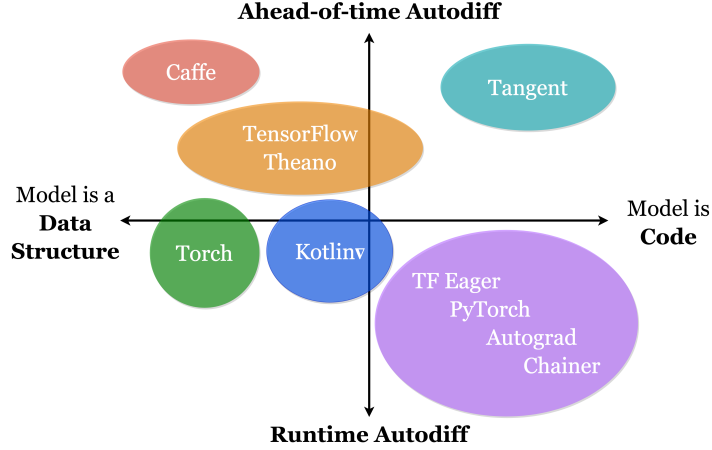 Ahead-of-time Autodiff
Caffe
Tangent
TensorFlow
Theano
Model is a
Data
Structure
Model is
Code
Torch
Kotlin∇
TF Eager
PyTorch
Autograd
Chainer
Runtime Autodiff